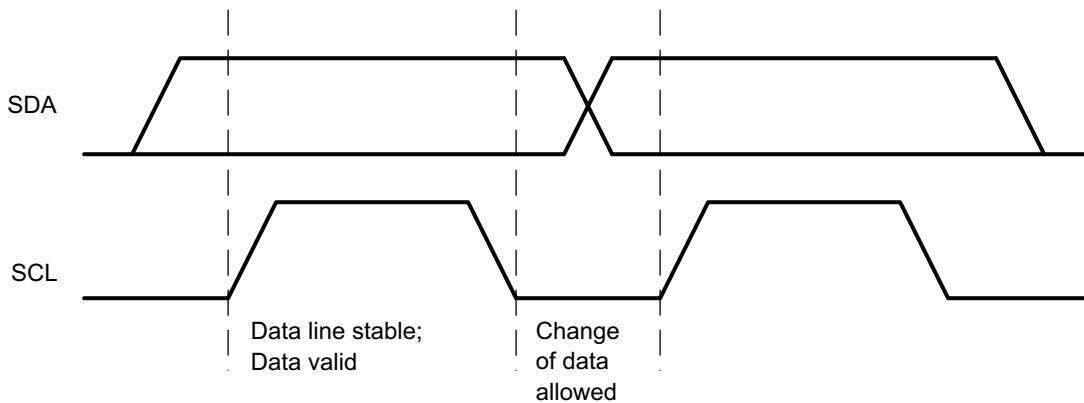 SDA
SCL
Data line stable;
Data valid
Change
of data
allowed